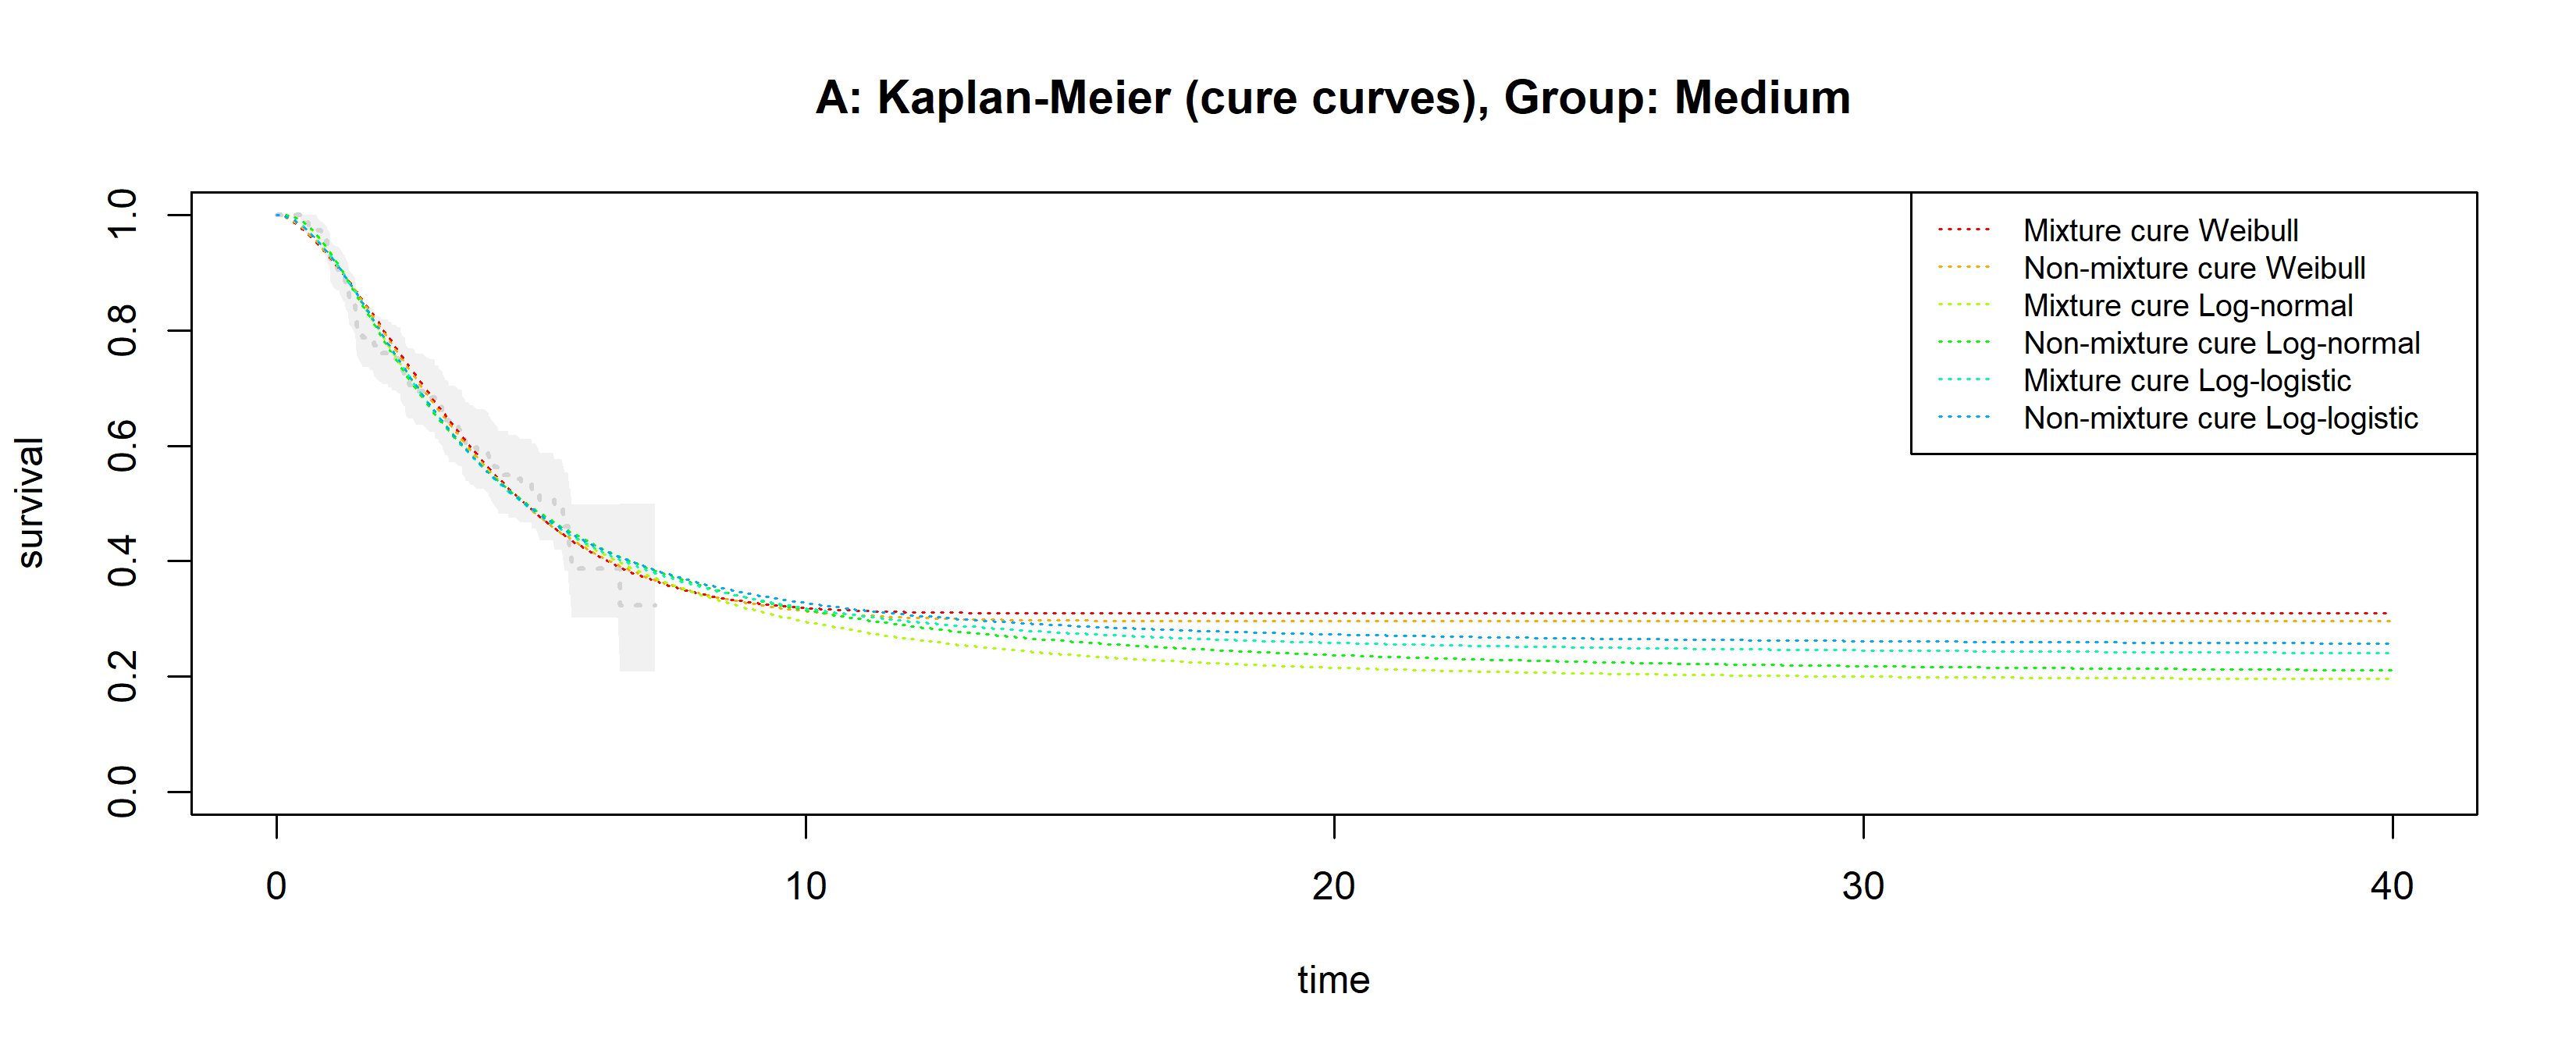 A: Kaplan-Meier (cure curves), Group: Medium
Mixture cure Weibull
Non-mixture cure Weibull
Mixture cure Log-normal
Non-mixture cure Log-normal
Mixture cure Log-logistic
Non-mixture cure Log-logistic
survival
1.0
0.8
0.6
0.4
0.2
0.0
0 10 20 30 40
time